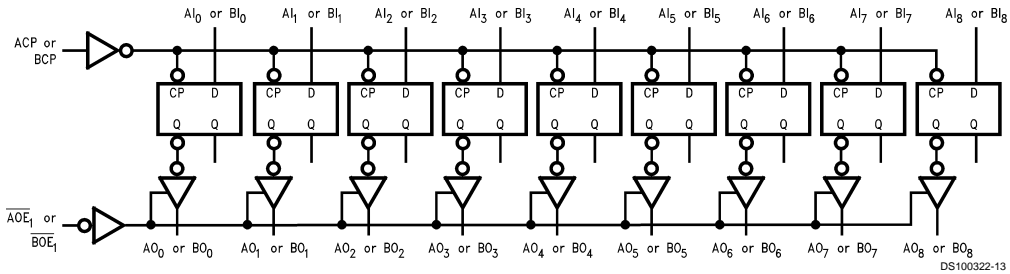 AI₀ or BI₀ AI₁ or BI₁ AI₂ or BI₂ AI₃ or BI₃ AI₄ or BI₄ AI₅ or BI₅ AI₆ or BI₆ AI₇ or BI₇ AI₈ or BI₈
ACP or
BCP
CP D CP D CP D CP D CP D CP D CP D CP D CP D
Q Q Q Q Q Q Q Q Q Q Q Q Q Q Q Q Q Q
A̅O̅E̅₁ or
B̅O̅E̅₁
AO₀ or BO₀ AO₁ or BO₁ AO₂ or BO₂ AO₃ or BO₃ AO₄ or BO₄ AO₅ or BO₅ AO₆ or BO₆ AO₇ or BO₇ AO₈ or BO₈
DS100322-13